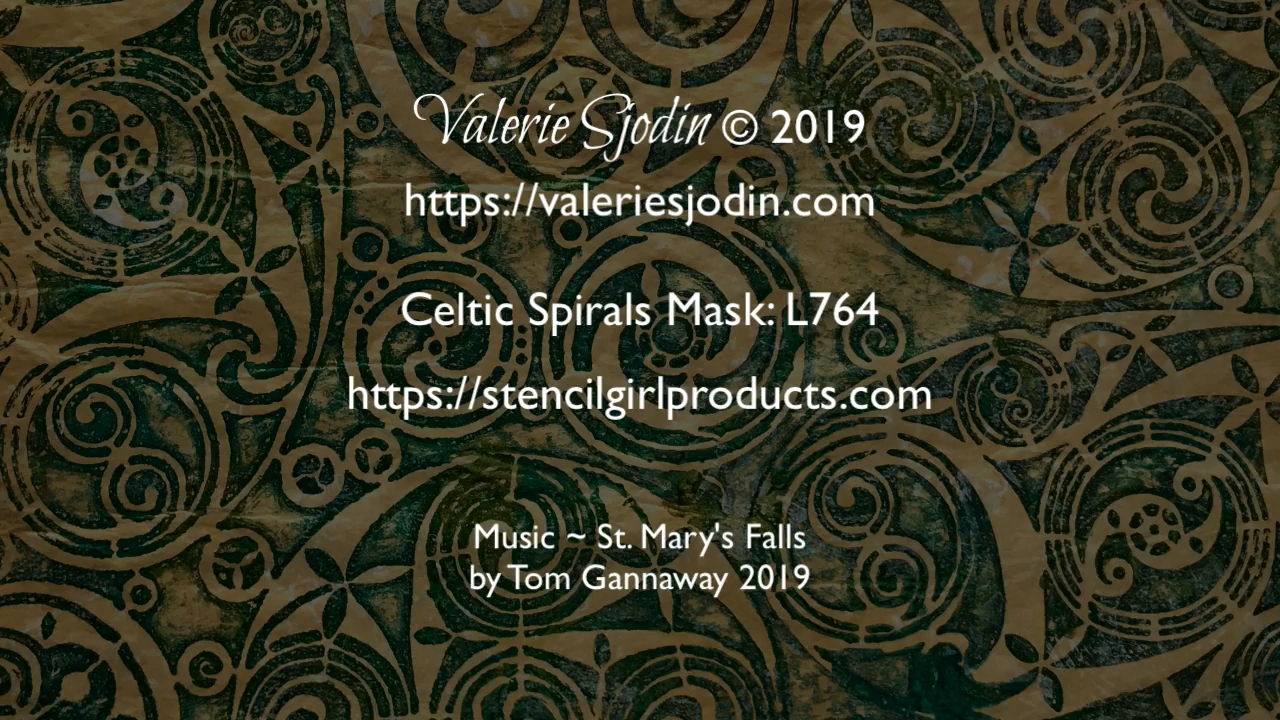 Valerie Sjodin © 2019
https://valeriesjodin.com
Celtic Spirals Mask: L764
https://stencilgirlproducts.com
Music ~ St. Mary's Falls
by Tom Gannaway 2019